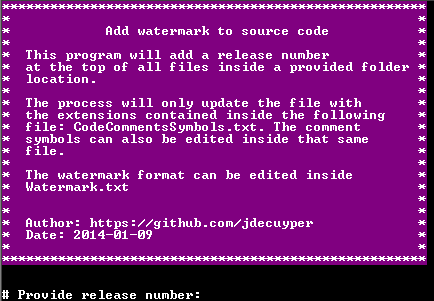 ***************************************************
* Add watermark to source code *
* This program will add a release number *
* at the top of all files inside a provided folder *
* location. *
* The process will only update the file with *
* the extensions contained inside the following *
* file: CodeCommentsSymbols.txt. The comment *
* symbols can also be edited inside that same *
* file. *
* The watermark format can be edited inside *
* Watermark.txt *
* Author: https://github.com/jdecuyper *
* Date: 2014-01-09 *
***************************************************
# Provide release number: